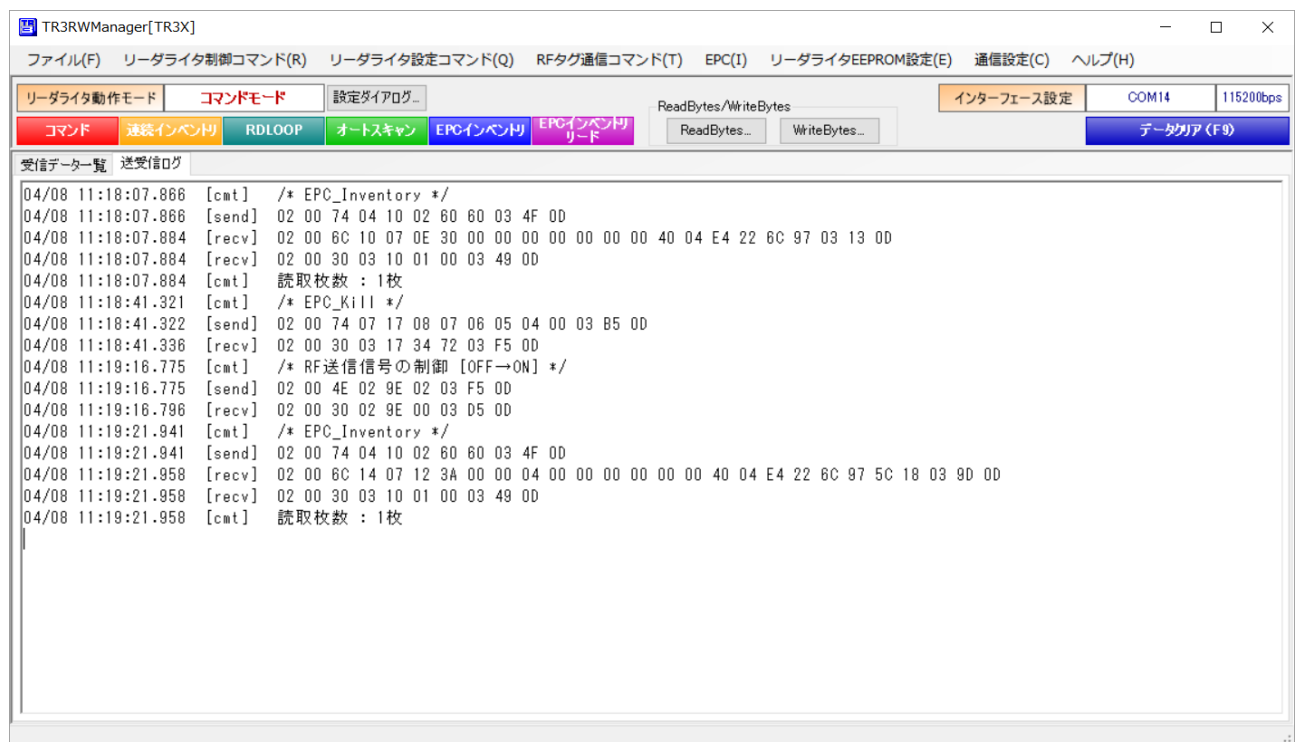 TR3RWManager[TR3X]
ファイル(F) リーダライタ制御コマンド(R) リーダライタ設定コマンド(Q) RFタグ通信コマンド(T) EPC(I) リーダライタEEPROM設定(E) 通信設定(C) ヘルプ(H)
リーダライタ動作モード コマンドモード 設定ダイアログ... ReadBytes/WriteBytes インターフェース設定 COM14 115200bps
コマンド 連続インベントリ RDLOOP オートスキャン EPCインベントリ EPCインベントリリード ReadBytes... WriteBytes... データクリア(F9)
受信データ一覧 送受信ログ
04/08 11:18:07.866 [cmt] /* EPC_Inventory */
04/08 11:18:07.866 [send] 02 00 74 04 10 02 60 60 03 4F 0D
04/08 11:18:07.884 [recv] 02 00 6C 10 07 0E 30 00 00 00 00 00 00 00 40 04 E4 22 6C 97 03 13 0D
04/08 11:18:07.884 [recv] 02 00 30 03 10 01 00 03 49 0D
04/08 11:18:07.884 [cmt] 読取枚数 : 1枚
04/08 11:18:41.321 [cmt] /* EPC_Kill */
04/08 11:18:41.322 [send] 02 00 74 07 17 08 07 06 05 04 00 03 B5 0D
04/08 11:18:41.336 [recv] 02 00 30 03 17 34 72 03 F5 0D
04/08 11:19:16.775 [cmt] /* RF送信信号の制御 [OFF→ON] */
04/08 11:19:16.775 [send] 02 00 4E 02 9E 02 03 F5 0D
04/08 11:19:16.796 [recv] 02 00 30 02 9E 00 03 D5 0D
04/08 11:19:21.941 [cmt] /* EPC_Inventory */
04/08 11:19:21.941 [send] 02 00 74 04 10 02 60 60 03 4F 0D
04/08 11:19:21.958 [recv] 02 00 6C 14 07 12 3A 00 00 04 00 00 00 00 00 00 40 04 E4 22 6C 97 5C 18 03 9D 0D
04/08 11:19:21.958 [recv] 02 00 30 03 10 01 00 03 49 0D
04/08 11:19:21.958 [cmt] 読取枚数 : 1枚